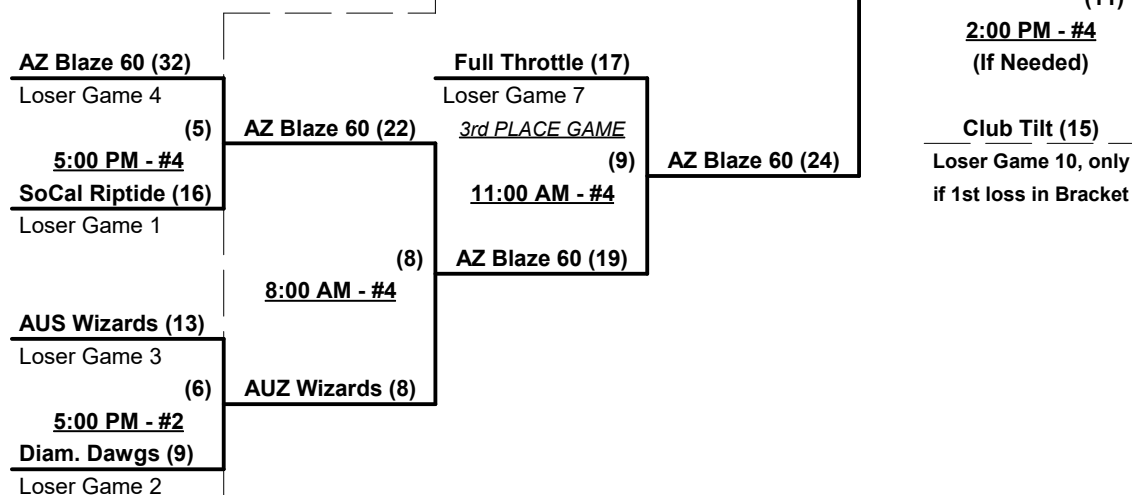 (11)
2:00 PM - #4
(If Needed)
AZ Blaze 60 (32)
Loser Game 4
(5)
5:00 PM - #4
SoCal Riptide (16)
Loser Game 1
AZ Blaze 60 (22)
Full Throttle (17)
Loser Game 7
3rd PLACE GAME
(9)
11:00 AM - #4
AZ Blaze 60 (24)
Club Tilt (15)
Loser Game 10, only
if 1st loss in Bracket
(8)
8:00 AM - #4
AZ Blaze 60 (19)
AUS Wizards (13)
Loser Game 3
(6)
5:00 PM - #2
Diam. Dawgs (9)
Loser Game 2
AUZ Wizards (8)